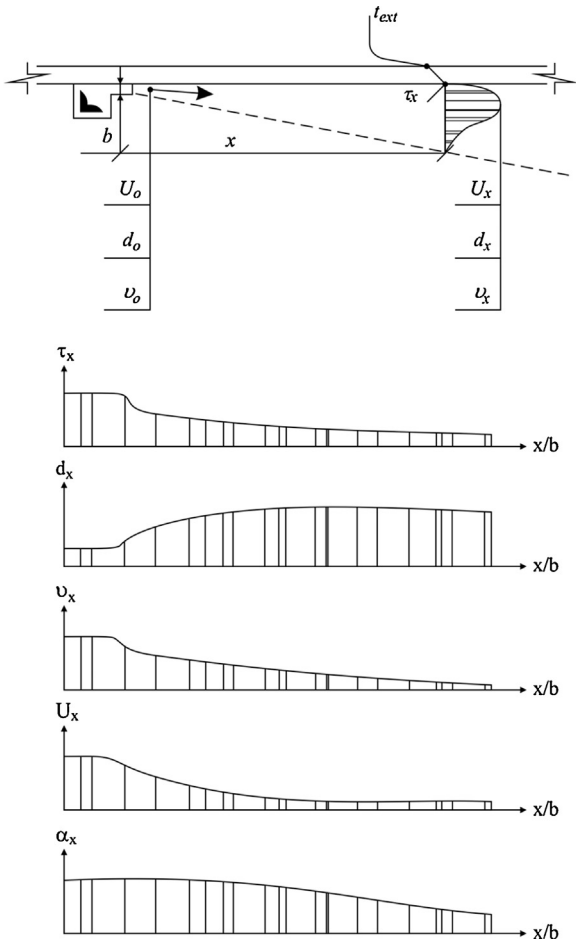 t_ext
τ_x
b
x
U_o
U_x
d_o
d_x
υ_o
υ_x
τ_x
x/b
d_x
x/b
υ_x
x/b
U_x
x/b
α_x
x/b